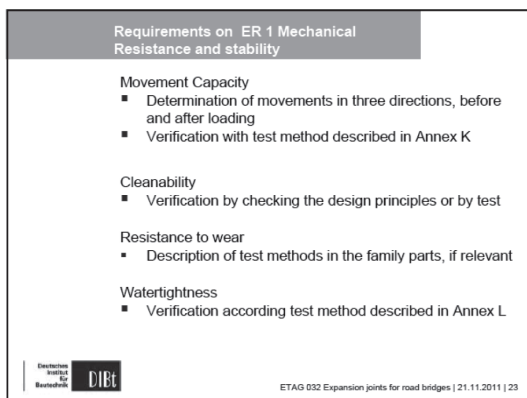 Requirements on ER 1 Mechanical
Resistance and stability
Movement Capacity
▪ Determination of movements in three directions, before
and after loading
▪ Verification with test method described in Annex K
Cleanability
▪ Verification by checking the design principles or by test
Resistance to wear
▪ Description of test methods in the family parts, if relevant
Watertightness
▪ Verification according test method described in Annex L
Deutsches
Institut
für
Bautechnik
DIBt
ETAG 032 Expansion joints for road bridges | 21.11.2011 | 23